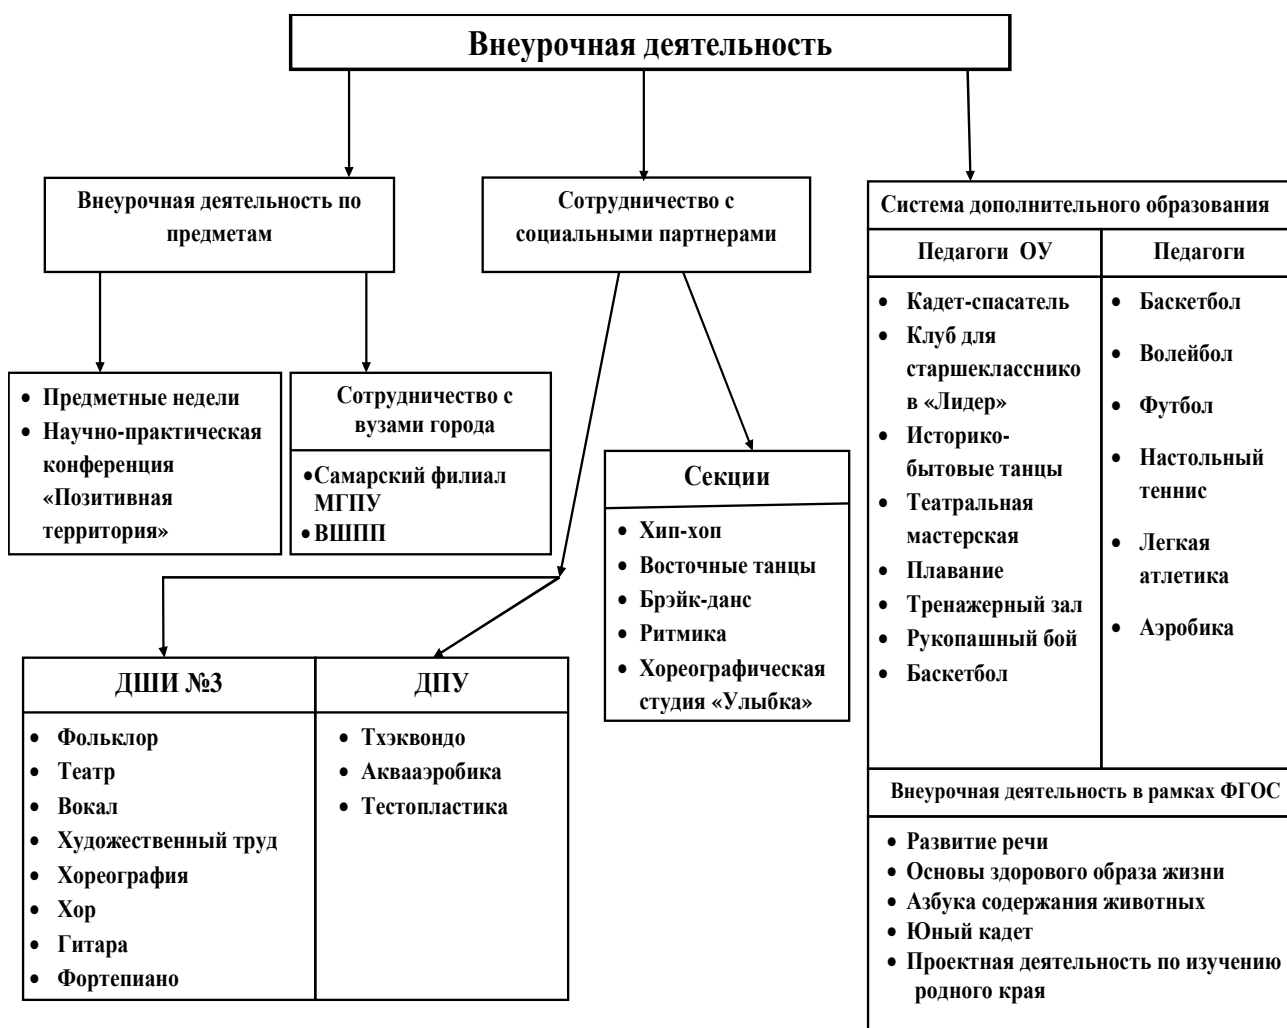 Внеурочная деятельность
Внеурочная деятельность по
предметам
Сотрудничество с
социальными партнерами
Система дополнительного образования
Педагоги ОУ
Педагоги
• Кадет-спасатель
• Клуб для
старшекласснико
в «Лидер»
• Историко-
бытовые танцы
• Театральная
мастерская
• Плавание
• Тренажерный зал
• Рукопашный бой
• Баскетбол
• Баскетбол
• Волейбол
• Футбол
• Настольный
теннис
• Легкая
атлетика
• Аэробика
• Предметные недели
• Научно-практическая
конференция
«Позитивная
территория»
Сотрудничество с
вузами города
• Самарский филиал
МГПУ
• ВШПП
Секции
• Хип-хоп
• Восточные танцы
• Брэйк-данс
• Ритмика
• Хореографическая
студия «Улыбка»
ДШИ №3
• Фольклор
• Театр
• Вокал
• Художественный труд
• Хореография
• Хор
• Гитара
• Фортепиано
ДПУ
• Тхэквондо
• Аквааэробика
• Тестопластика
Внеурочная деятельность в рамках ФГОС
• Развитие речи
• Основы здорового образа жизни
• Азбука содержания животных
• Юный кадет
• Проектная деятельность по изучению
родного края